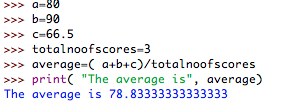 >>> a=80
>>> b=90
>>> c=66.5
>>> totalnoofscores=3
>>> average=( a+b+c)/totalnoofscores
>>> print( "The average is", average)
The average is 78.83333333333333